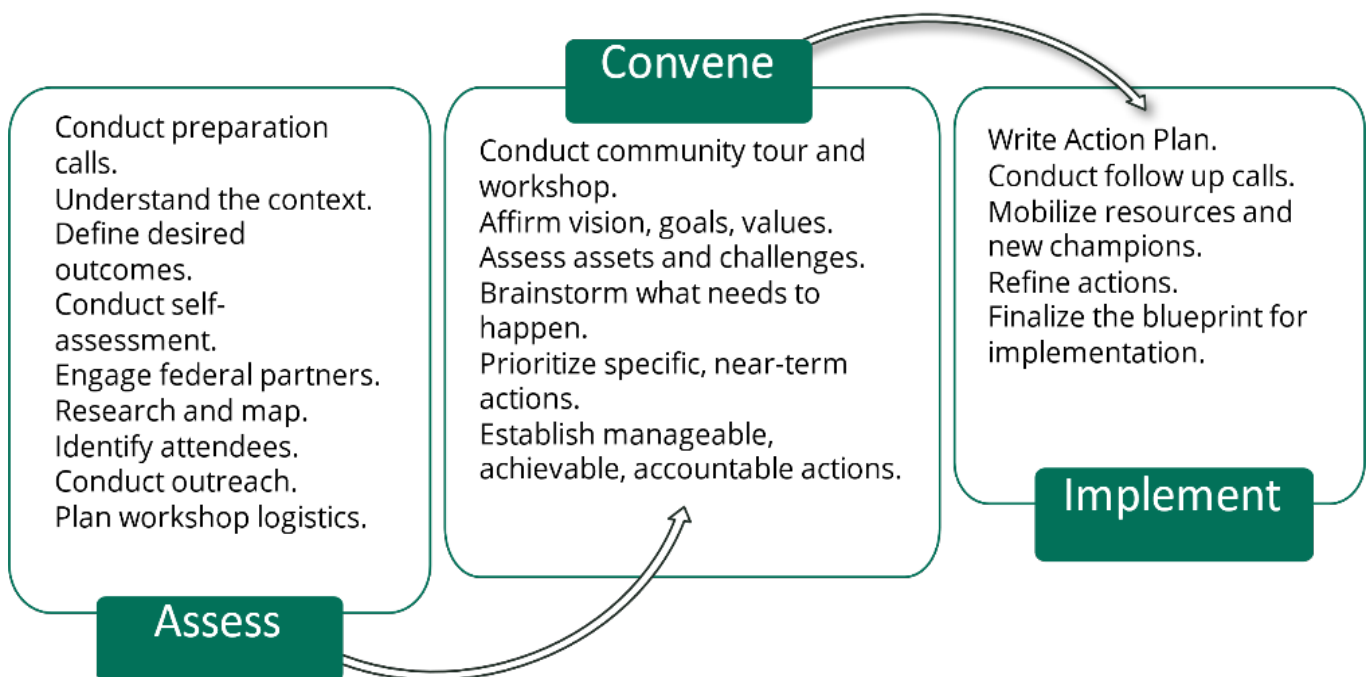 Conduct preparation
calls.
Understand the context.
Define desired
outcomes.
Conduct self-
assessment.
Engage federal partners.
Research and map.
Identify attendees.
Conduct outreach.
Plan workshop logistics.
Assess
Convene
Conduct community tour and
workshop.
Affirm vision, goals, values.
Assess assets and challenges.
Brainstorm what needs to
happen.
Prioritize specific, near-term
actions.
Establish manageable,
achievable, accountable actions.
Write Action Plan.
Conduct follow up calls.
Mobilize resources and
new champions.
Refine actions.
Finalize the blueprint for
implementation.
Implement